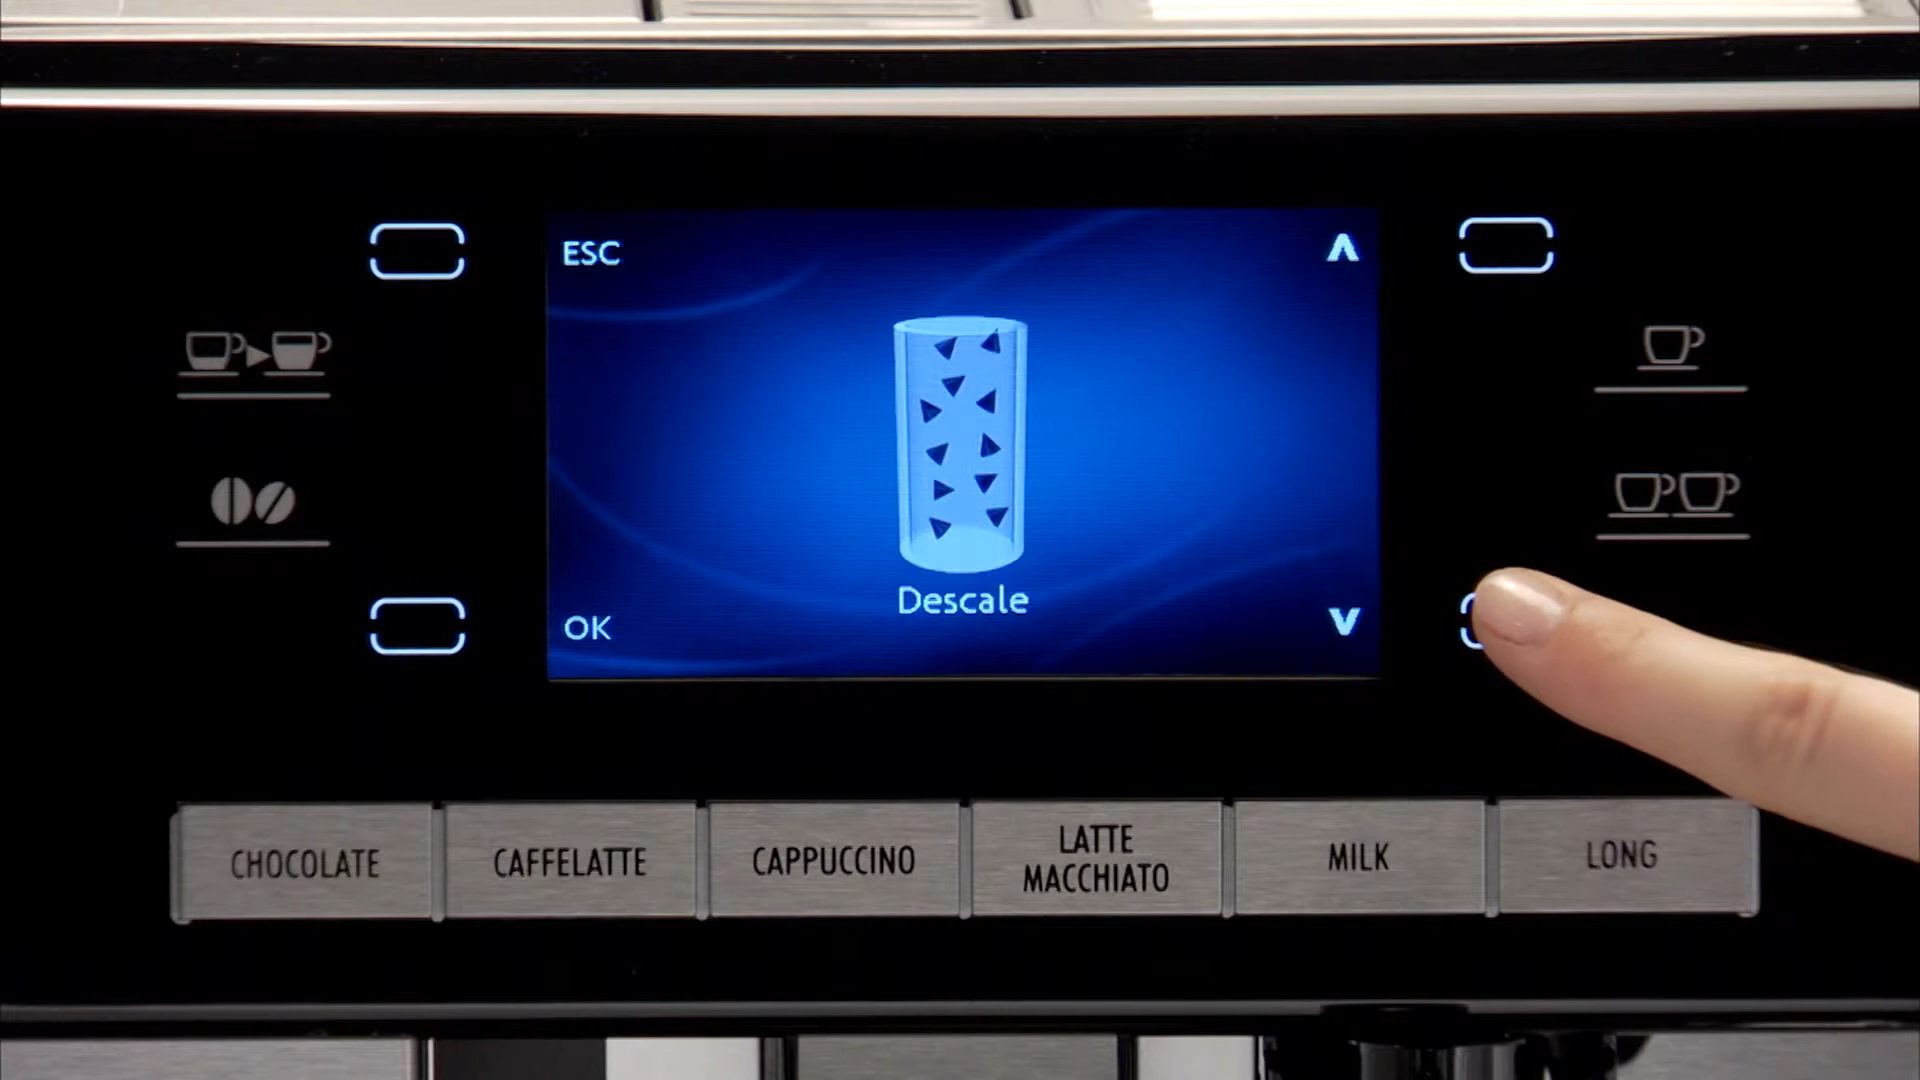 ESC
Descale
OK
CHOCOLATE
CAFFELATTE
CAPPUCCINO
LATTE
MACCHIATO
MILK
LONG